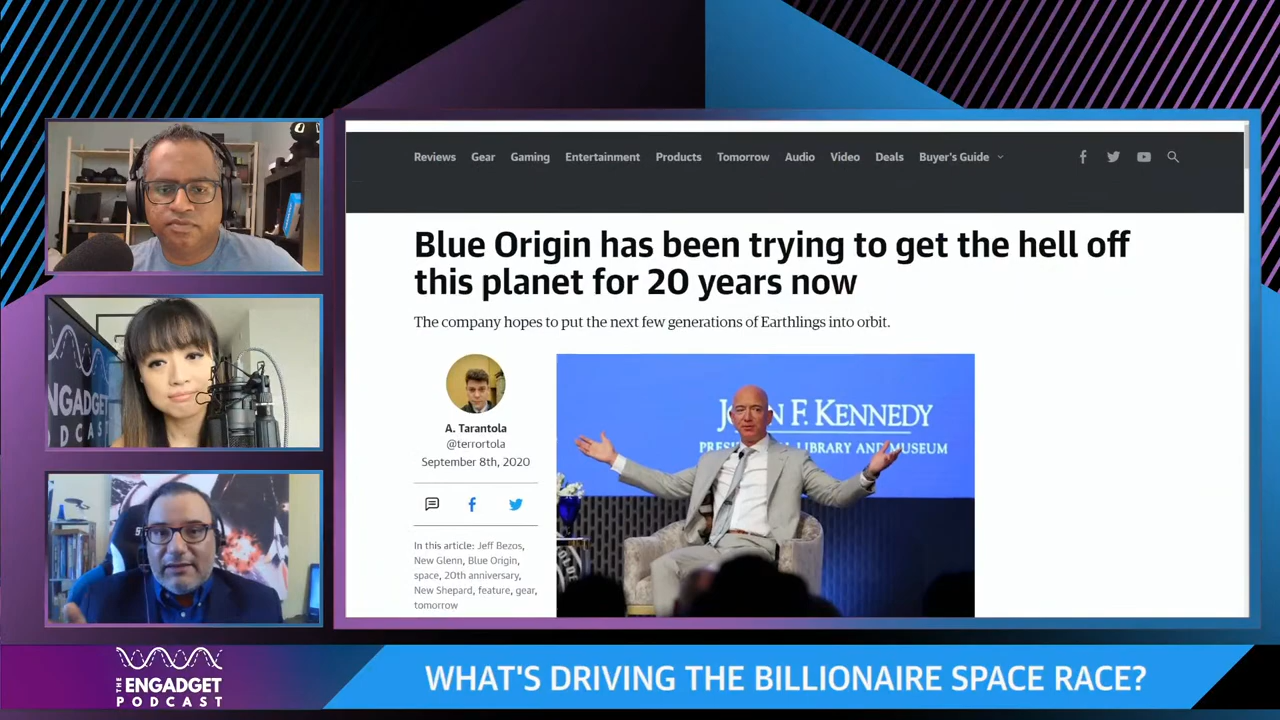 Reviews Gear Gaming Entertainment Products Tomorrow Audio Video Deals Buyer's Guide
Blue Origin has been trying to get the hell off
this planet for 20 years now
The company hopes to put the next few generations of Earthlings into orbit.
A. Tarantola
@terrortola
September 8th, 2020
In this article: Jeff Bezos,
New Glenn, Blue Origin,
space, 20th anniversary,
New Shepard, feature, gear,
tomorrow
JOHN F. KENNEDY
LIBRARY AND MUSEUM
NGADGET
PODCAST
THE
ENGADGET
PODCAST
WHAT'S DRIVING THE BILLIONAIRE SPACE RACE?